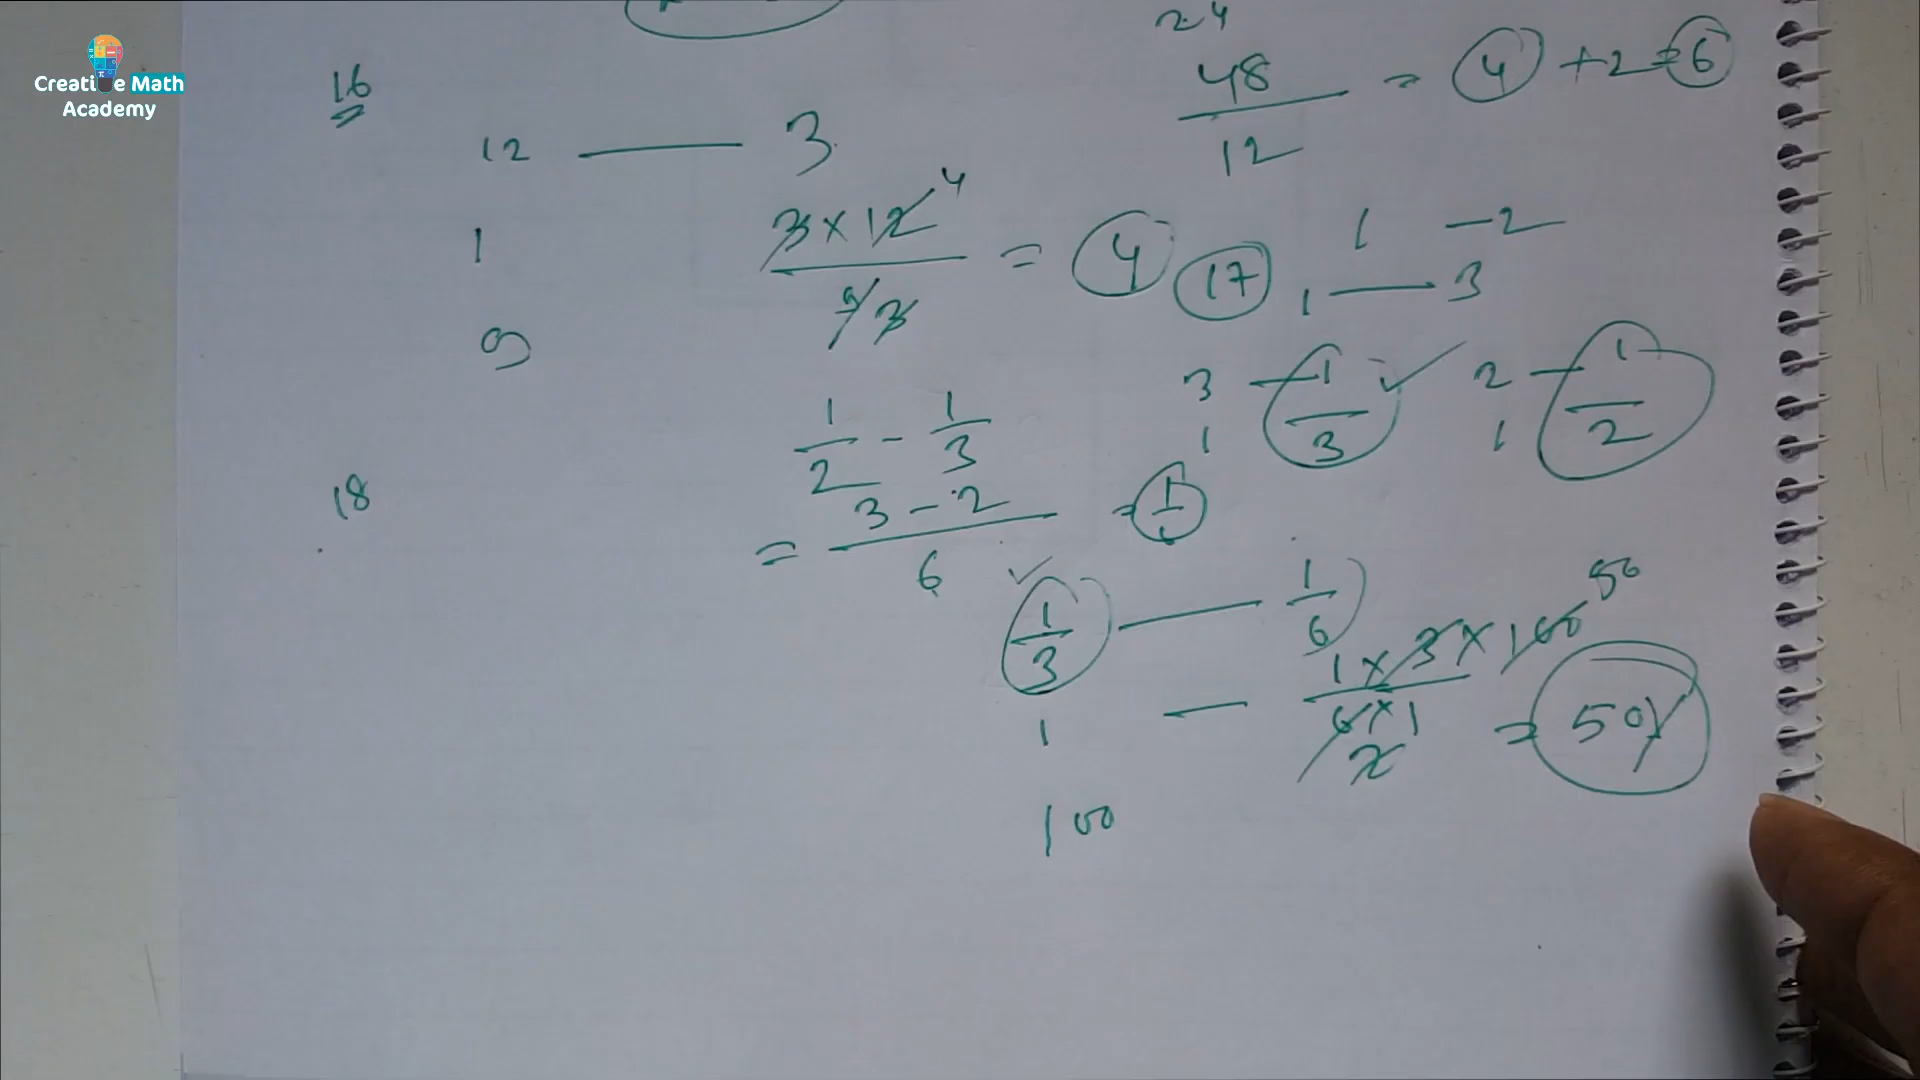 Creative Math
Academy
24
48 / 12 = 4 + 2 = 6
16
12 — 3
1
3 x 12 4 / 9 3 = 4
9
17
1 - 2
1 — 3
3 — 1/3
1
2 — 1/2
1
1/2 - 1/3
= 3 - 2 / 6 = 1/6
18
1/3 — 1/6
1 — 1 x 3 x 100 50 / 6 x 1 2 = 50%
100